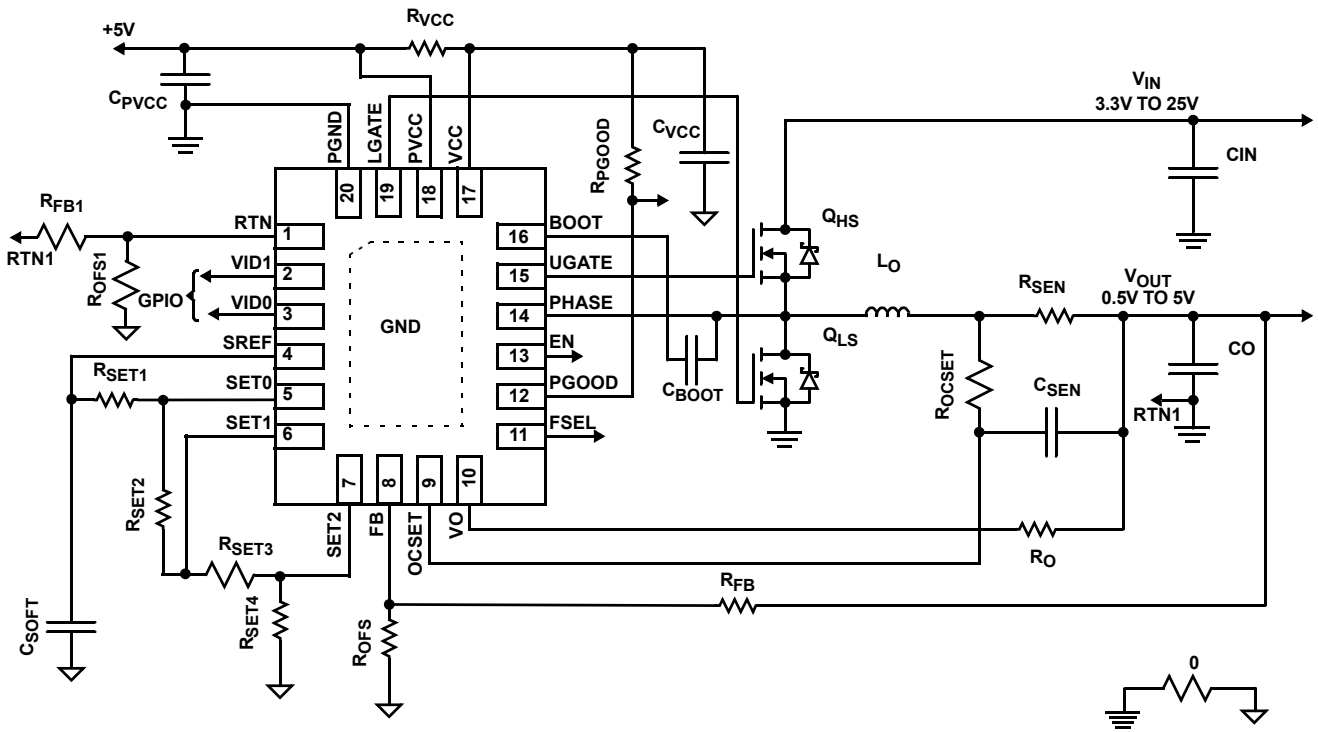 +5V
RVCC
CPVCC
PGND
LGATE
PVCC
VCC
RPGOOD
CVCC
VIN
3.3V TO 25V
CIN
20
19
18
17
RFB1
RTN1
ROFS1
RTN
1
VID1
2
GPIO
VID0
3
SREF
4
RSET1
SET0
5
SET1
6
GND
16
BOOT
15
UGATE
14
PHASE
13
EN
12
PGOOD
11
FSEL
CBOOT
QHS
QLS
LO
RSEN
VOUT
0.5V TO 5V
ROCSET
CSEN
CO
RTN1
7
8
9
10
SET2
FB
OCSET
VO
RSET2
RSET3
RSET4
CSOFT
ROFS
RO
RFB
0